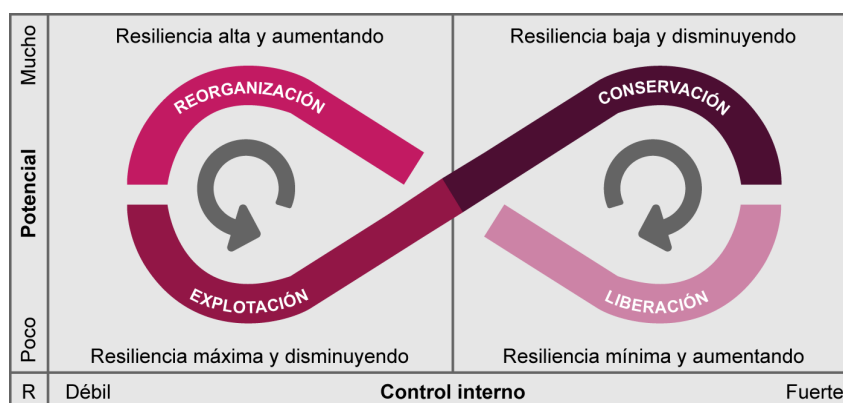 Mucho
Resiliencia alta y aumentando
Resiliencia baja y disminuyendo
REORGANIZACIÓN
CONSERVACIÓN
Potencial
EXPLOTACIÓN
LIBERACIÓN
Poco
Resiliencia máxima y disminuyendo
Resiliencia mínima y aumentando
R
Débil
Control interno
Fuerte